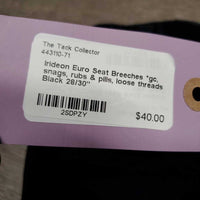 The Tack Collector
443110-71
Irideon Euro Seat Breeches *gc,
snags, rubs & pills, loose threads
Black 28/30"
2SDPZY
$40.00